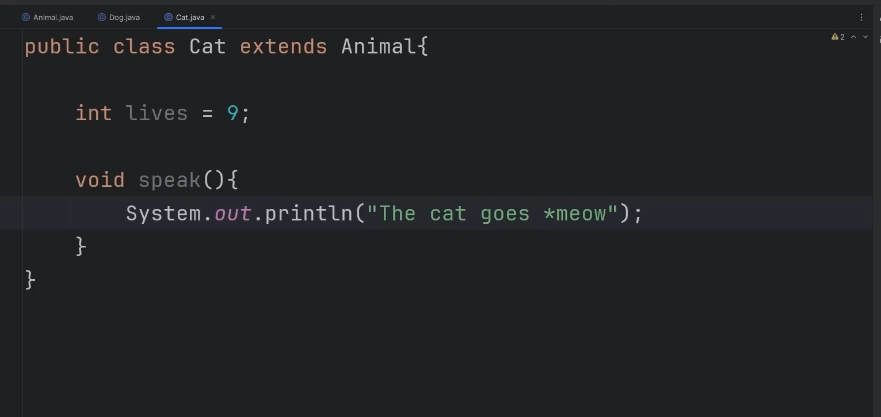 Animal.java Dog.java Cat.java
2
public class Cat extends Animal{
int lives = 9;
void speak(){
System.out.println("The cat goes *meow");
}
}